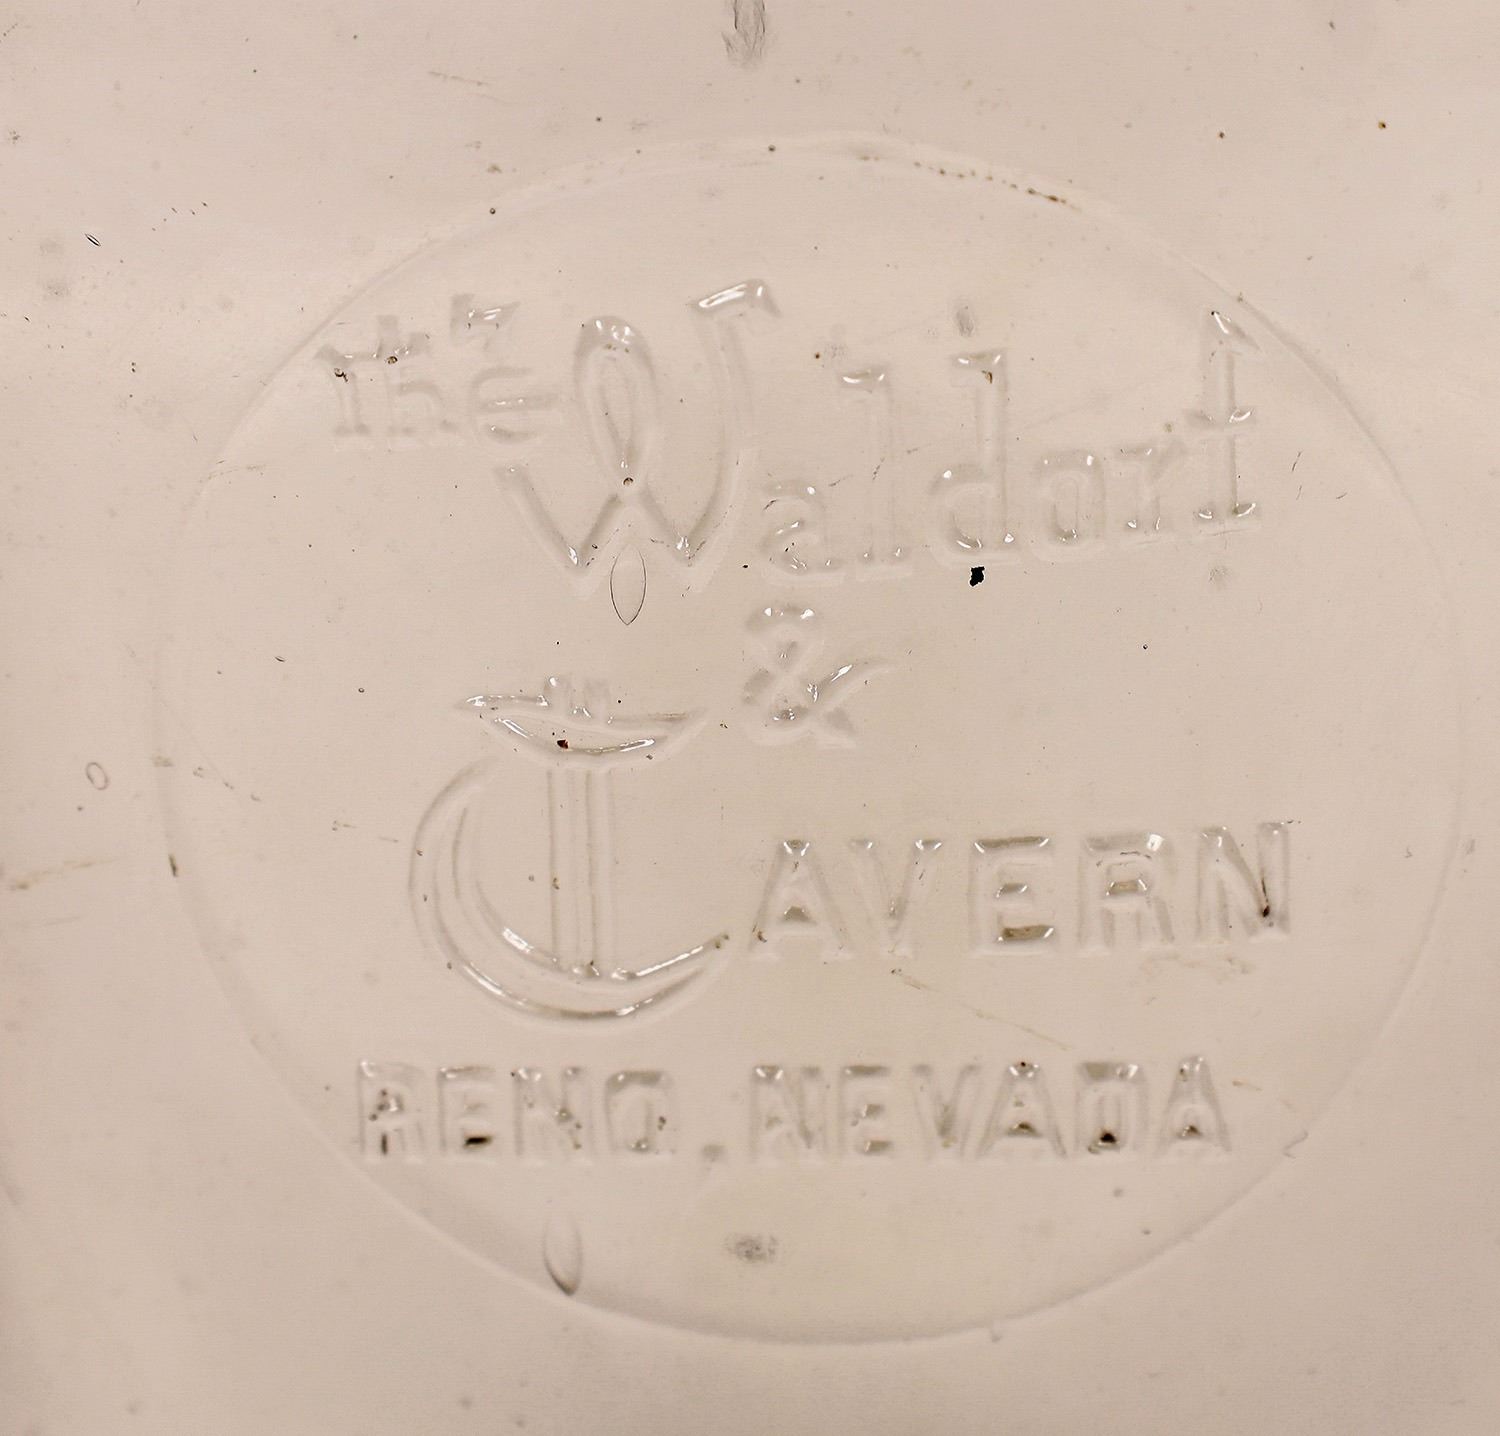 the Waldorf
&
TAVERN
RENO, NEVADA